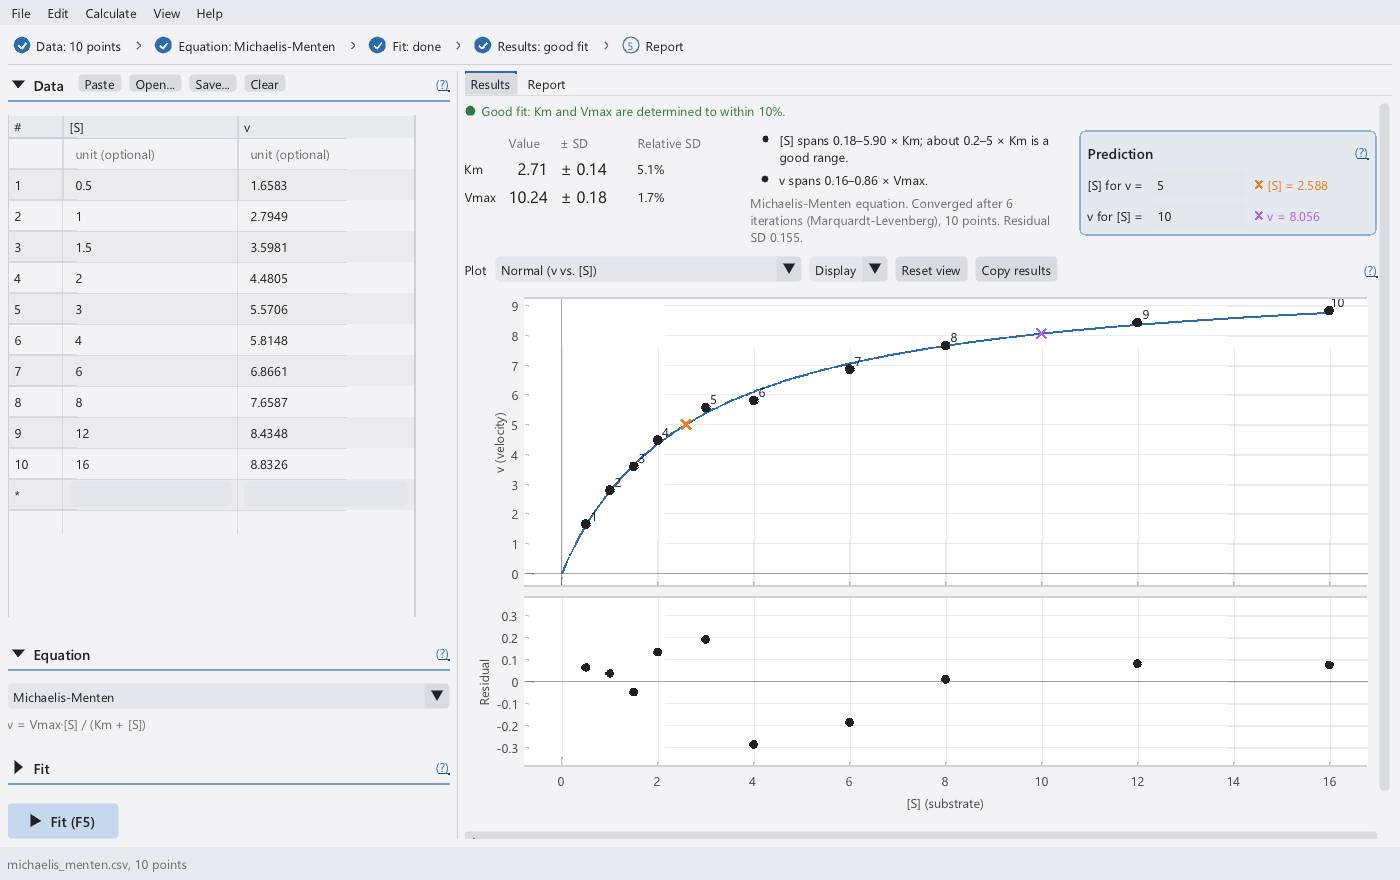 File Edit Calculate View Help
Data: 10 points > Equation: Michaelis-Menten > Fit: done > Results: good fit > 5 Report
Data Paste Open... Save... Clear (?)
# [S] v
unit (optional) unit (optional)
1 0.5 1.6583
2 1 2.7949
3 1.5 3.5981
4 2 4.4805
5 3 5.5706
6 4 5.8148
7 6 6.8661
8 8 7.6587
9 12 8.4348
10 16 8.8326
*
Equation (?)
Michaelis-Menten
v = Vmax·[S] / (Km + [S])
Fit (?)
Fit (F5)
Results Report
Good fit: Km and Vmax are determined to within 10%.
Value ± SD Relative SD
Km 2.71 ± 0.14 5.1%
Vmax 10.24 ± 0.18 1.7%
[S] spans 0.18–5.90 × Km; about 0.2–5 × Km is a
good range.
v spans 0.16–0.86 × Vmax.
Michaelis-Menten equation. Converged after 6
iterations (Marquardt-Levenberg), 10 points. Residual
SD 0.155.
Prediction (?)
[S] for v = 5 × [S] = 2.588
v for [S] = 10 × v = 8.056
Plot Normal (v vs. [S]) Display Reset view Copy results (?)
9
8
7
6
5
4
3
2
1
0
v (velocity)
1
2
3
4
5
6
7
8
9
10
0.3
0.2
0.1
0
-0.1
-0.2
-0.3
Residual
0 2 4 6 8 10 12 14 16
[S] (substrate)
michaelis_menten.csv, 10 points